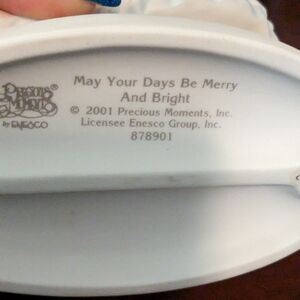 Precious
Moments®
by ENESCO
May Your Days Be Merry
And Bright
© 2001 Precious Moments, Inc.
Licensee Enesco Group, Inc.
878901